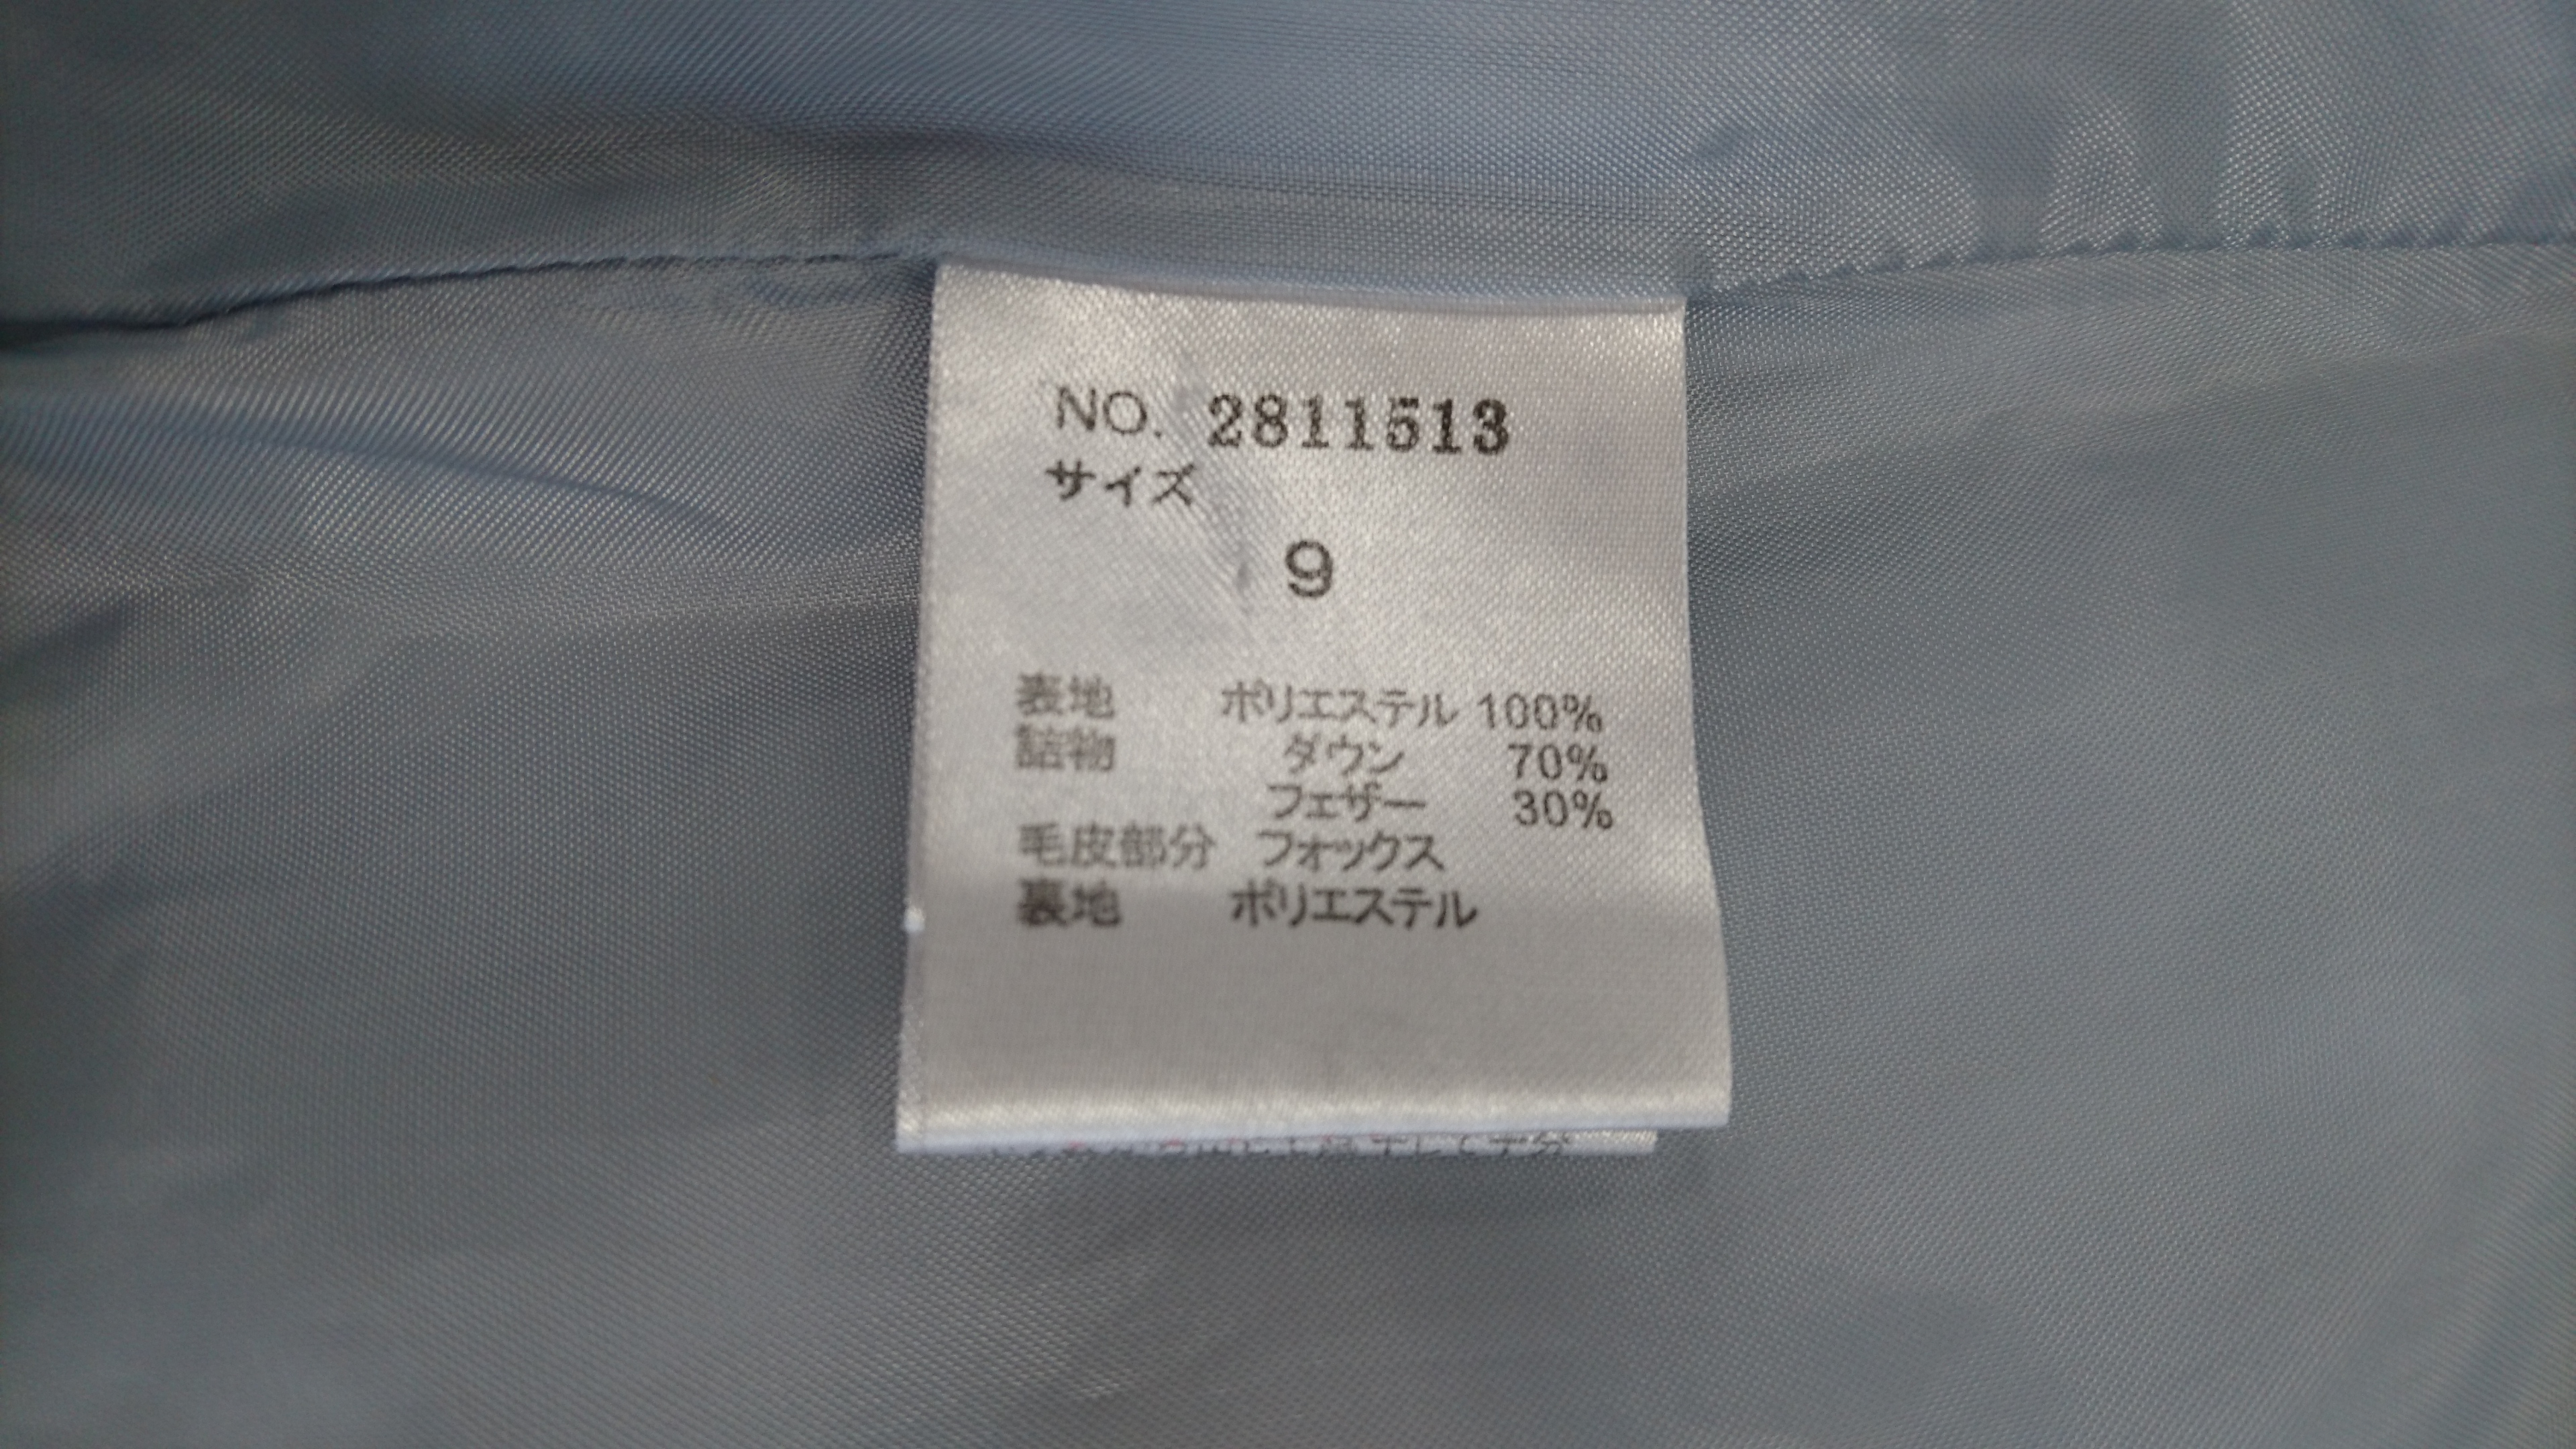 NO. 2811513
サイズ
9
表地 ポリエステル 100%
詰物 ダウン 70%
フェザー 30%
毛皮部分 フォックス
裏地 ポリエステル